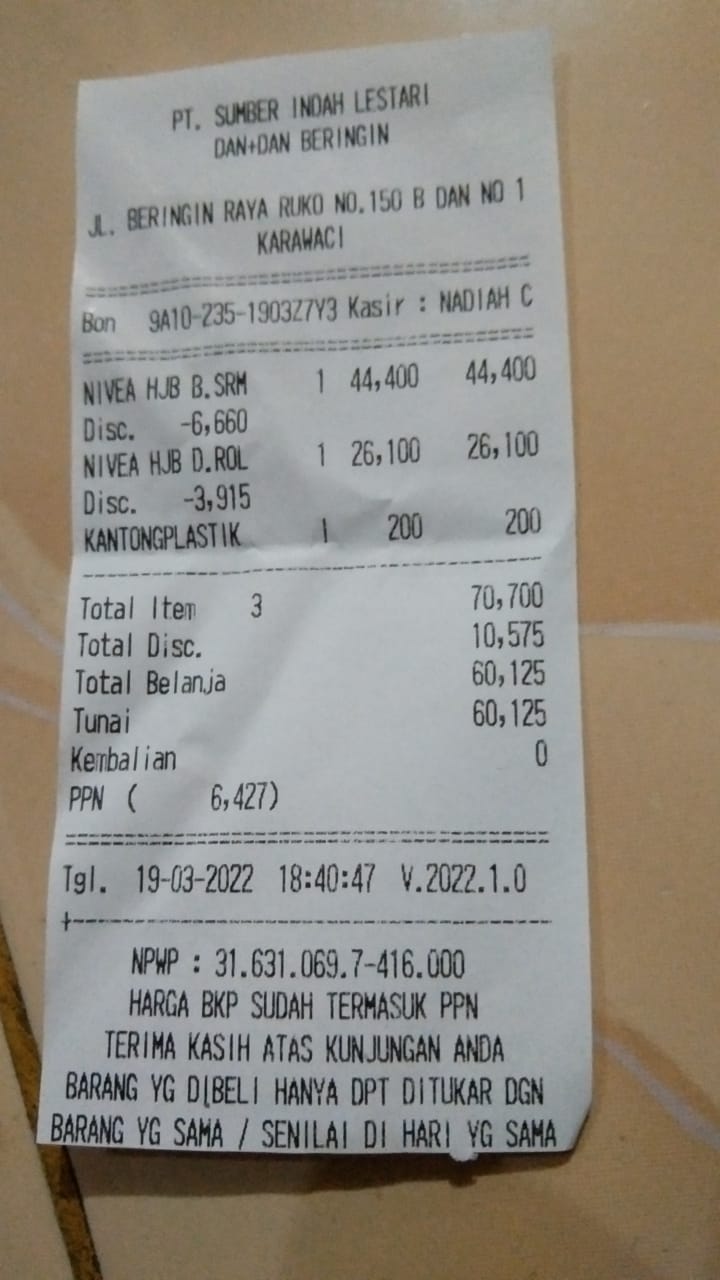 PT. SUMBER INDAH LESTARI
DAN+DAN BERINGIN
JL. BERINGIN RAYA RUKO NO.150 B DAN NO 1
KARAWACI
Bon 9A10-235-1903Z7Y3 Kasir : NADIAH C
NIVEA HJB B.SRM 1 44,400 44,400
Disc. -6,660
NIVEA HJB D.ROL 1 26,100 26,100
Disc. -3,915
KANTONGPLASTIK 1 200 200
Total Item 3 70,700
Total Disc. 10,575
Total Belanja 60,125
Tunai 60,125
Kembalian 0
PPN ( 6,427)
Tgl. 19-03-2022 18:40:47 V.2022.1.0
NPWP : 31.631.069.7-416.000
HARGA BKP SUDAH TERMASUK PPN
TERIMA KASIH ATAS KUNJUNGAN ANDA
BARANG YG DIBELI HANYA DPT DITUKAR DGN
BARANG YG SAMA / SENILAI DI HARI YG SAMA